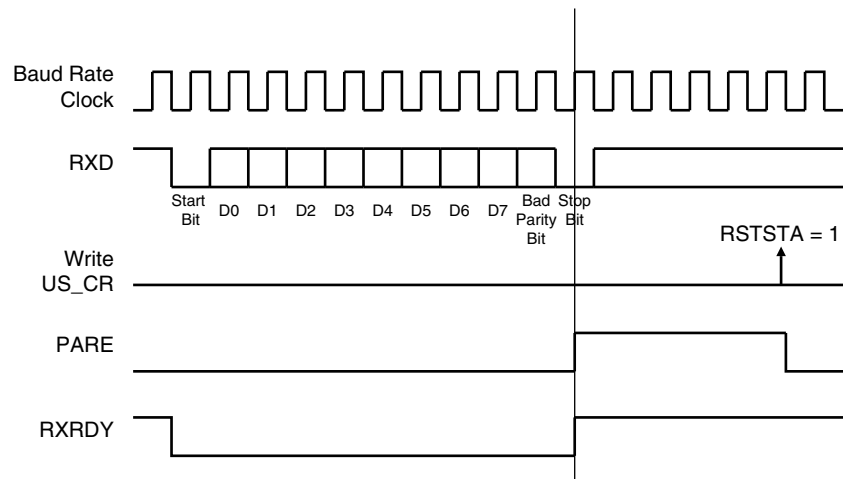 Baud Rate
Clock
RXD
Start
Bit
D0 D1 D2 D3 D4 D5 D6 D7
Bad
Parity
Bit
Stop
Bit
RSTSTA = 1
Write
US_CR
PARE
RXRDY